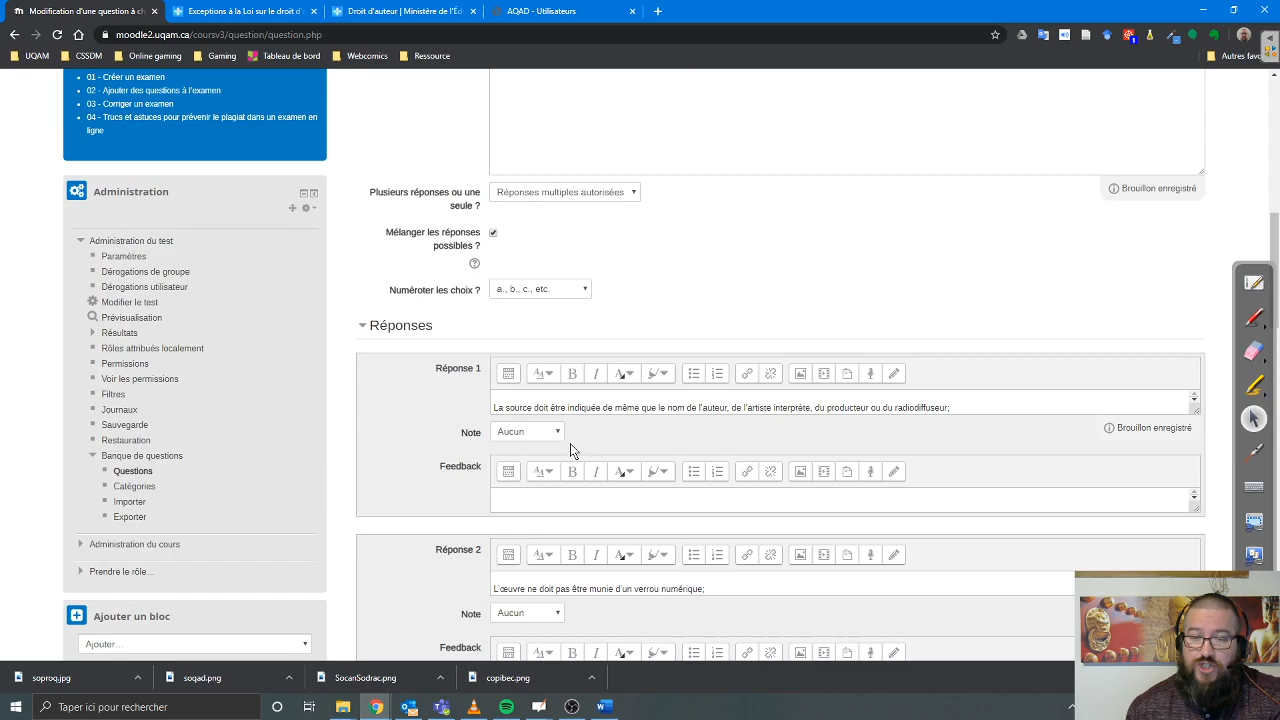 Modification d'une question à ch
Exceptions à la Loi sur le droit d'
Droit d'auteur | Ministère de l'Éd
AQAD - Utilisateurs
moodle2.uqam.ca/coursv3/question/question.php
UQAM
CSSDM
Online gaming
Gaming
Tableau de bord
Webcomics
Ressource
Autres favo
01 - Créer un examen
02 - Ajouter des questions à l'examen
03 - Corriger un examen
04 - Trucs et astuces pour prévenir le plagiat dans un examen en
ligne
Administration
Administration du test
Paramètres
Dérogations de groupe
Dérogations utilisateur
Modifier le test
Prévisualisation
Résultats
Rôles attribués localement
Permissions
Voir les permissions
Filtres
Journaux
Sauvegarde
Restauration
Banque de questions
Questions
Catégories
Importer
Exporter
Administration du cours
Prendre le rôle…
Ajouter un bloc
Ajouter…
Plusieurs réponses ou une
seule ?
Réponses multiples autorisées
Brouillon enregistré
Mélanger les réponses
possibles ?
Numéroter les choix ?
a., b., c., etc.
Réponses
Réponse 1
La source doit être indiquée de même que le nom de l'auteur, de l'artiste interprète, du producteur ou du radiodiffuseur;
Note
Aucun
Brouillon enregistré
Feedback
Réponse 2
L'œuvre ne doit pas être munie d'un verrou numérique;
Note
Aucun
Feedback
soproq.jpg
soqad.png
SocanSodrac.png
copibec.png
Taper ici pour rechercher